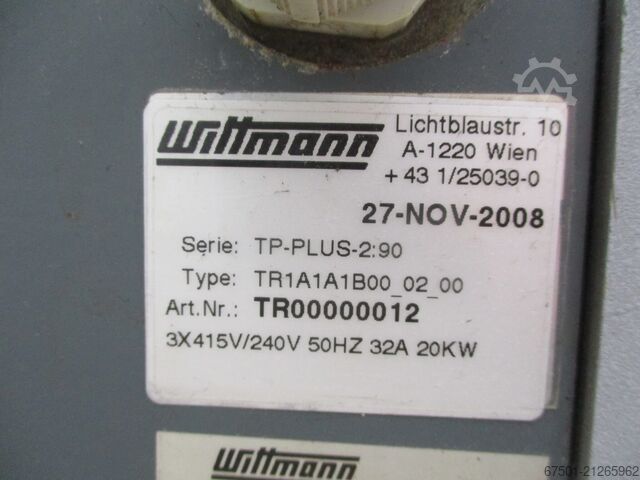 Wittmann
Lichtblaustr. 10
A-1220 Wien
+ 43 1/25039-0
27-NOV-2008
Serie: TP-PLUS-2:90
Type: TR1A1A1B00_02_00
Art.Nr.: TR00000012
3X415V/240V 50HZ 32A 20KW
Wittmann
67501-21265962